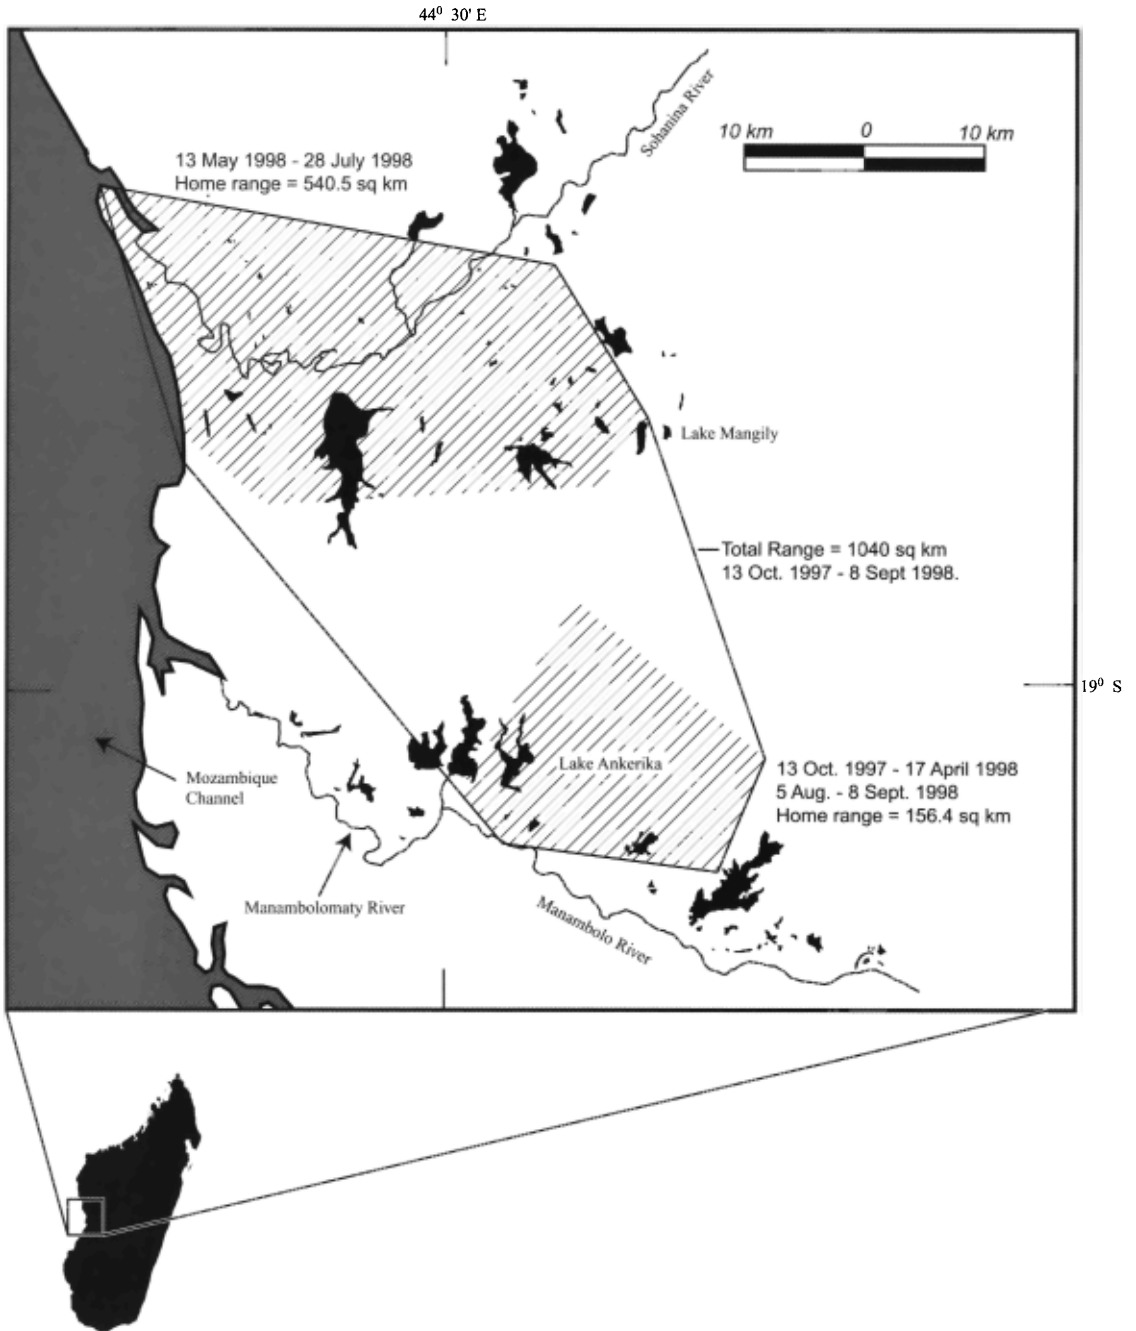 44⁰ 30' E
Sohanina River
10 km 0 10 km
13 May 1998 - 28 July 1998
Home range = 540.5 sq km
Lake Mangily
Total Range = 1040 sq km
13 Oct. 1997 - 8 Sept 1998.
19⁰ S
Lake Ankerika
13 Oct. 1997 - 17 April 1998
5 Aug. - 8 Sept. 1998
Home range = 156.4 sq km
Mozambique
Channel
Manambolomaty River
Manambolo River